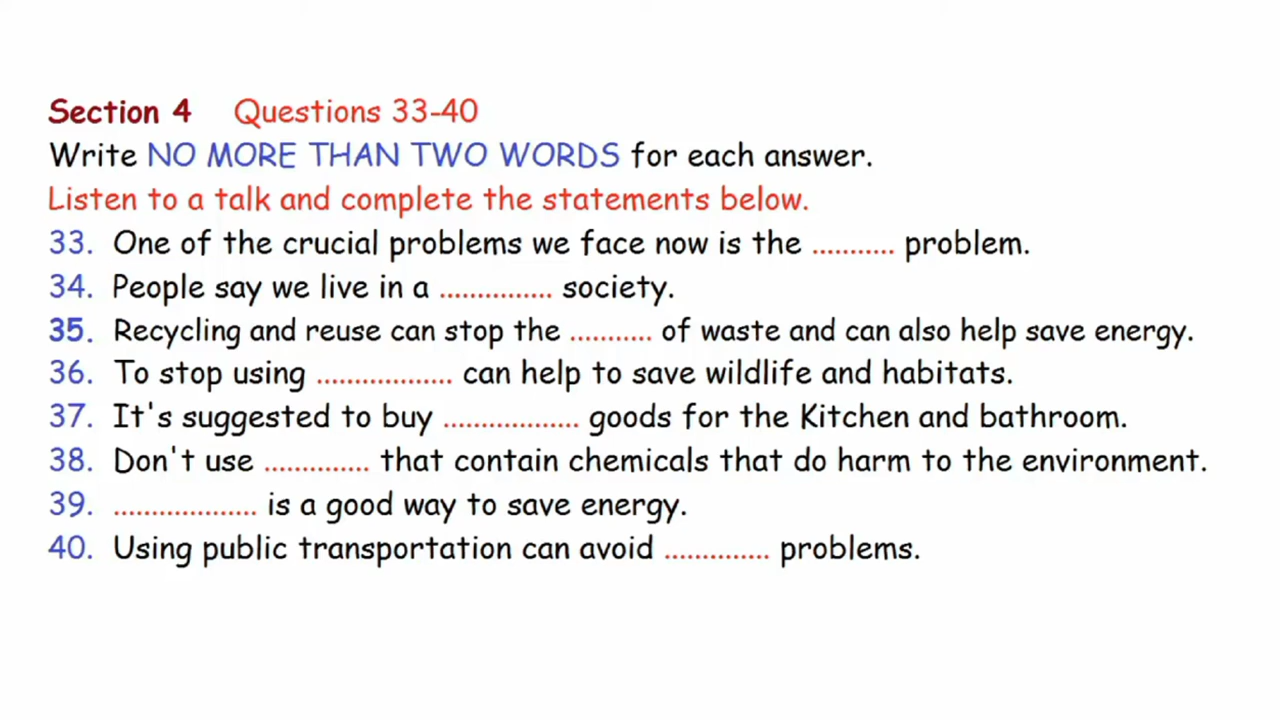 Section 4 Questions 33-40
Write NO MORE THAN TWO WORDS for each answer.
Listen to a talk and complete the statements below.
33. One of the crucial problems we face now is the ........... problem.
34. People say we live in a ............... society.
35. Recycling and reuse can stop the ........... of waste and can also help save energy.
36. To stop using .................. can help to save wildlife and habitats.
37. It's suggested to buy .................. goods for the Kitchen and bathroom.
38. Don't use .............. that contain chemicals that do harm to the environment.
39. ................... is a good way to save energy.
40. Using public transportation can avoid .............. problems.